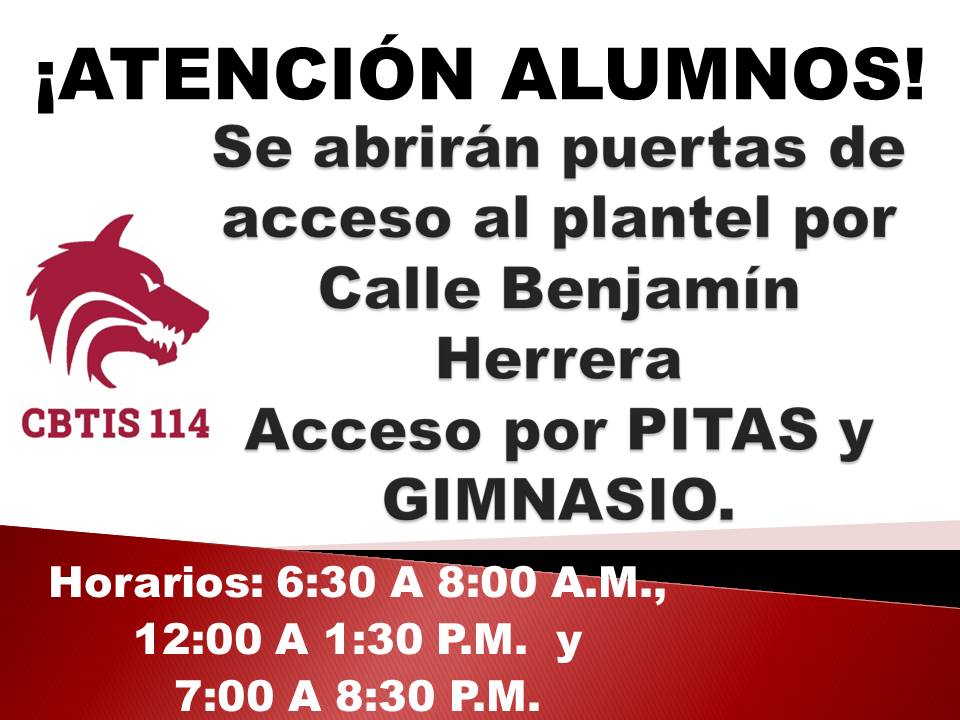 ¡ATENCIÓN ALUMNOS!
Se abrirán puertas de
acceso al plantel por
Calle Benjamín
Herrera
Acceso por PITAS y
GIMNASIO.
CBTIS 114
Horarios: 6:30 A 8:00 A.M.,
12:00 A 1:30 P.M. y
7:00 A 8:30 P.M.